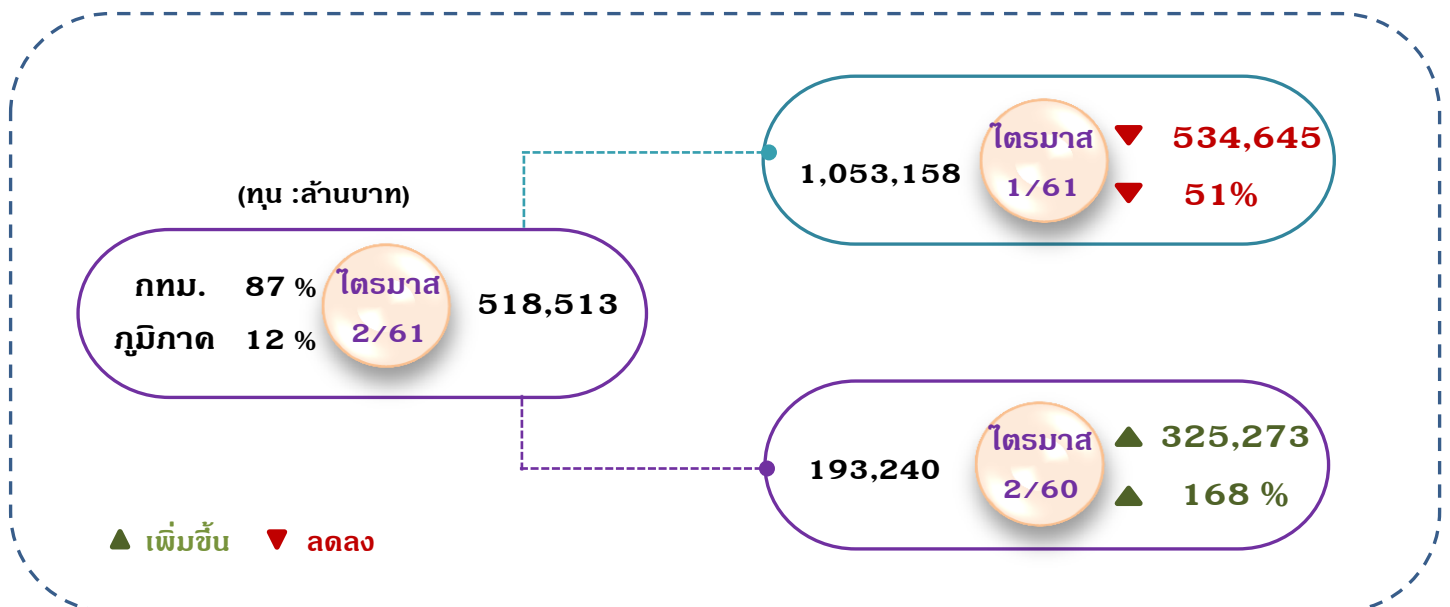 (ทุน :ล้านบาท)
กทม. 87 %
ภูมิภาค 12 %
ไตรมาส
2/61
518,513
1,053,158
ไตรมาส
1/61
▼ 534,645
▼ 51%
193,240
ไตรมาส
2/60
▲ 325,273
▲ 168 %
▲ เพิ่มขึ้น ▼ ลดลง